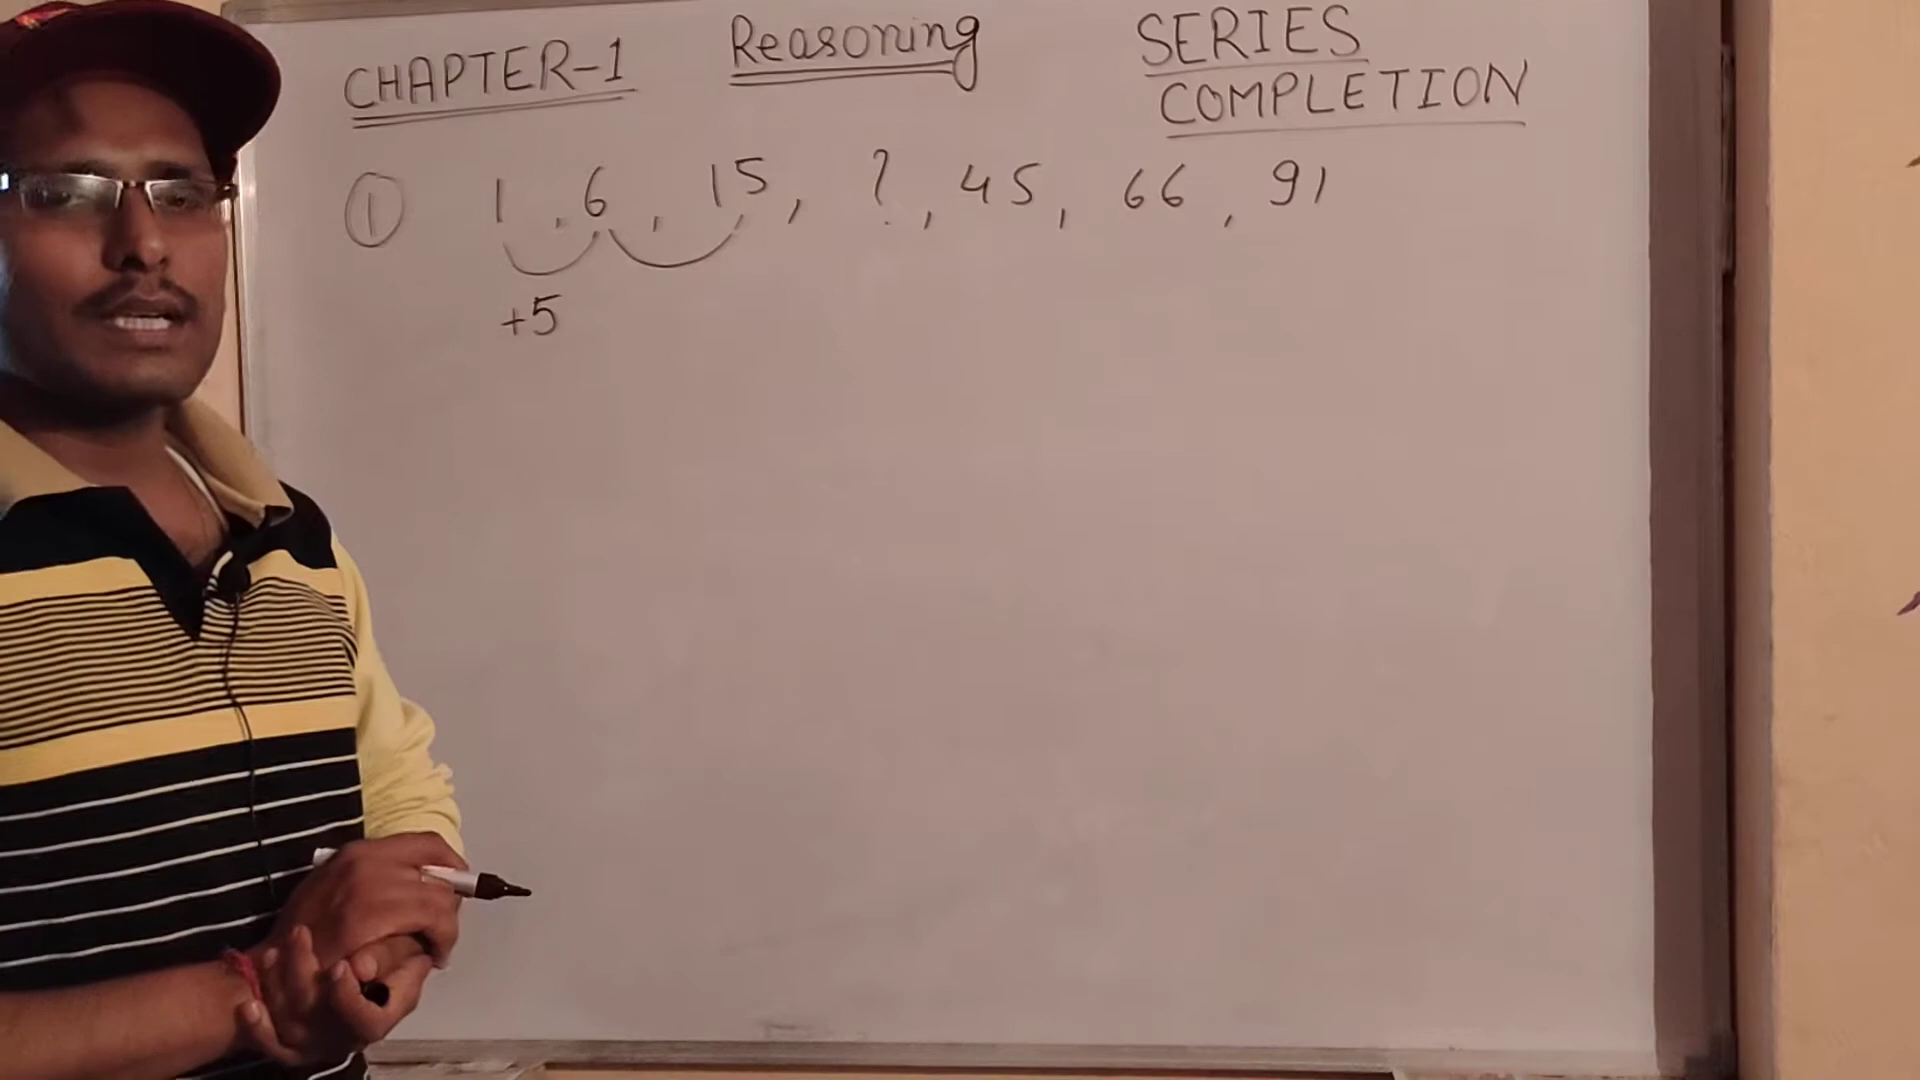 CHAPTER-1 Reasoning SERIES COMPLETION
① 1, 6, 15, ?, 45, 66, 91
+5